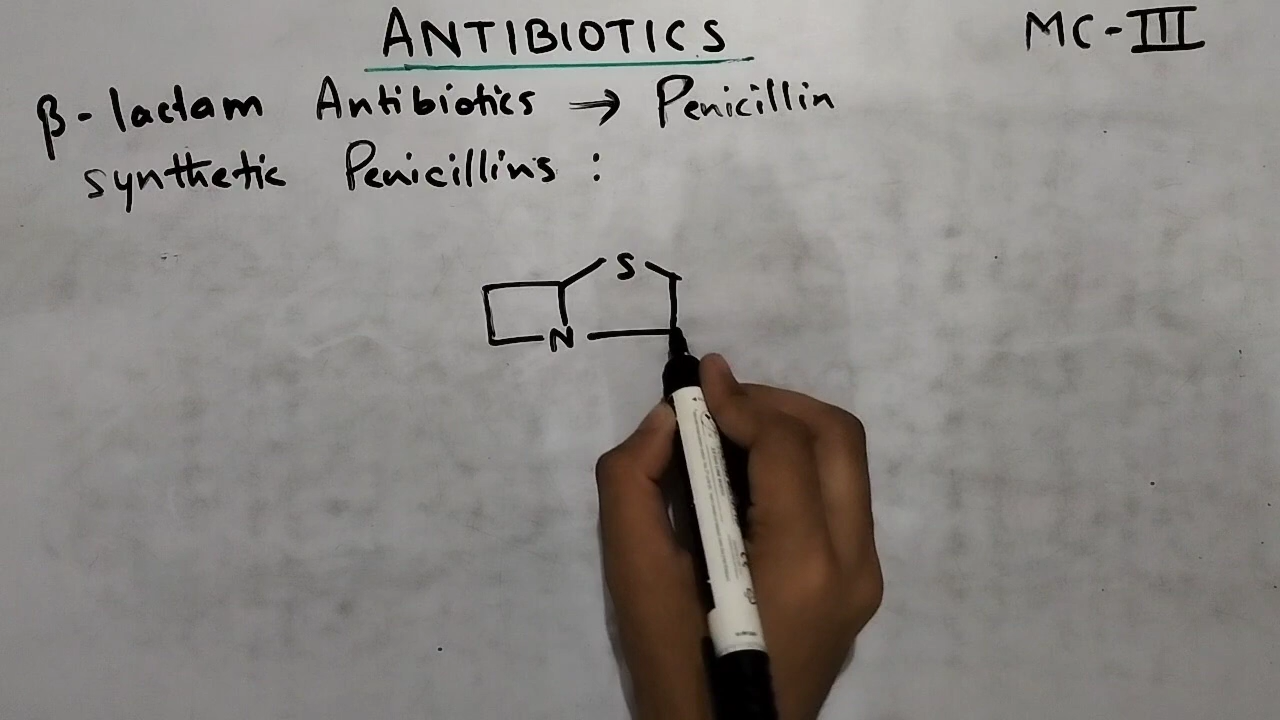 ANTIBIOTICS
MC-III
β-lactam Antibiotics → Penicillin
synthetic Penicillins :
S
N